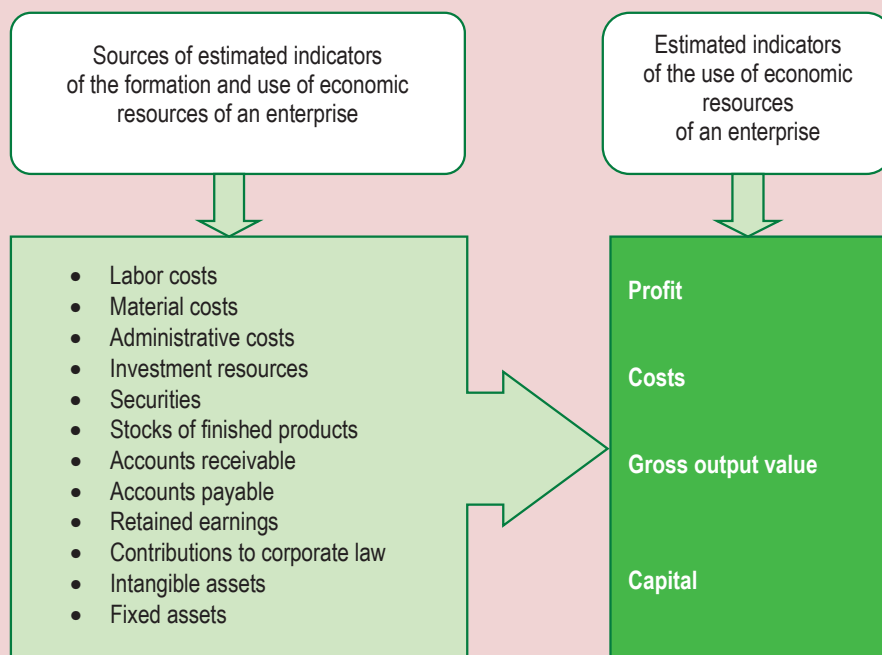 Sources of estimated indicators
of the formation and use of economic
resources of an enterprise
Estimated indicators
of the use of economic
resources
of an enterprise
• Labor costs
• Material costs
• Administrative costs
• Investment resources
• Securities
• Stocks of finished products
• Accounts receivable
• Accounts payable
• Retained earnings
• Contributions to corporate law
• Intangible assets
• Fixed assets
Profit
Costs
Gross output value
Capital